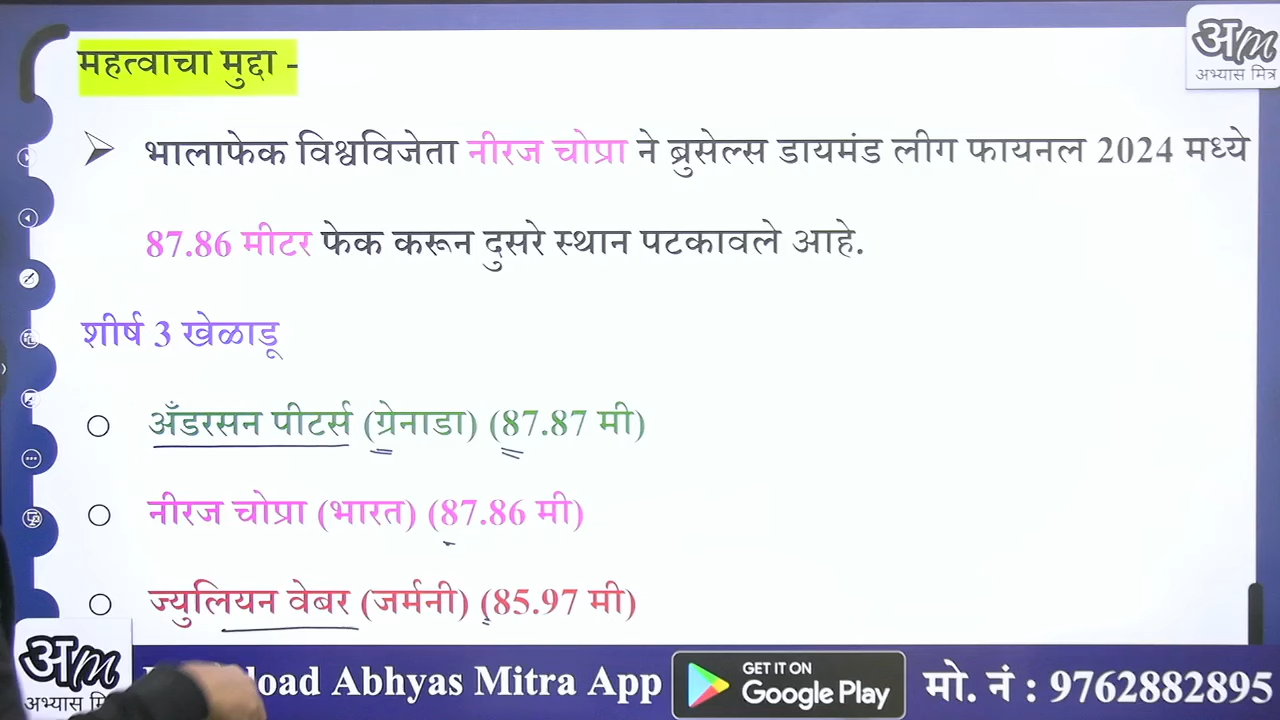 महत्वाचा मुद्दा -
अm
अभ्यास मित्र
भालाफेक विश्वविजेता नीरज चोप्रा ने ब्रुसेल्स डायमंड लीग फायनल 2024 मध्ये
87.86 मीटर फेक करून दुसरे स्थान पटकावले आहे.
शीर्ष 3 खेळाडू
अँडरसन पीटर्स (ग्रेनाडा) (87.87 मी)
नीरज चोप्रा (भारत) (87.86 मी)
ज्युलियन वेबर (जर्मनी) (85.97 मी)
अm
अभ्यास
Abhyas Mitra App
GET IT ON
Google Play
मो. नं : 9762882895